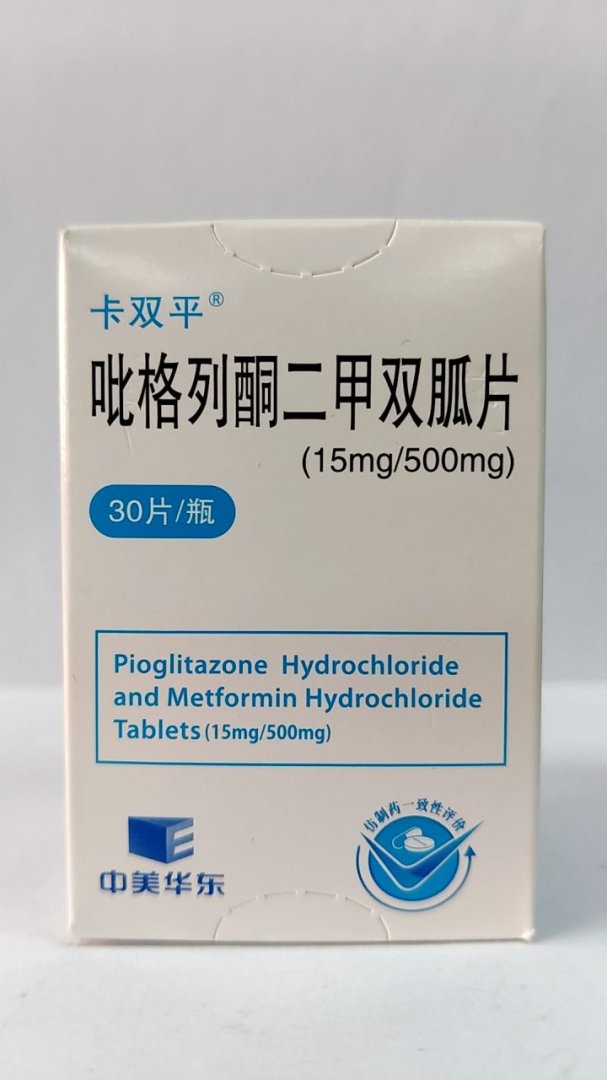 卡双平®
吡格列酮二甲双胍片
(15mg/500mg)
30片/瓶
Pioglitazone Hydrochloride
and Metformin Hydrochloride
Tablets (15mg/500mg)
仿制药一致性评价
中美华东